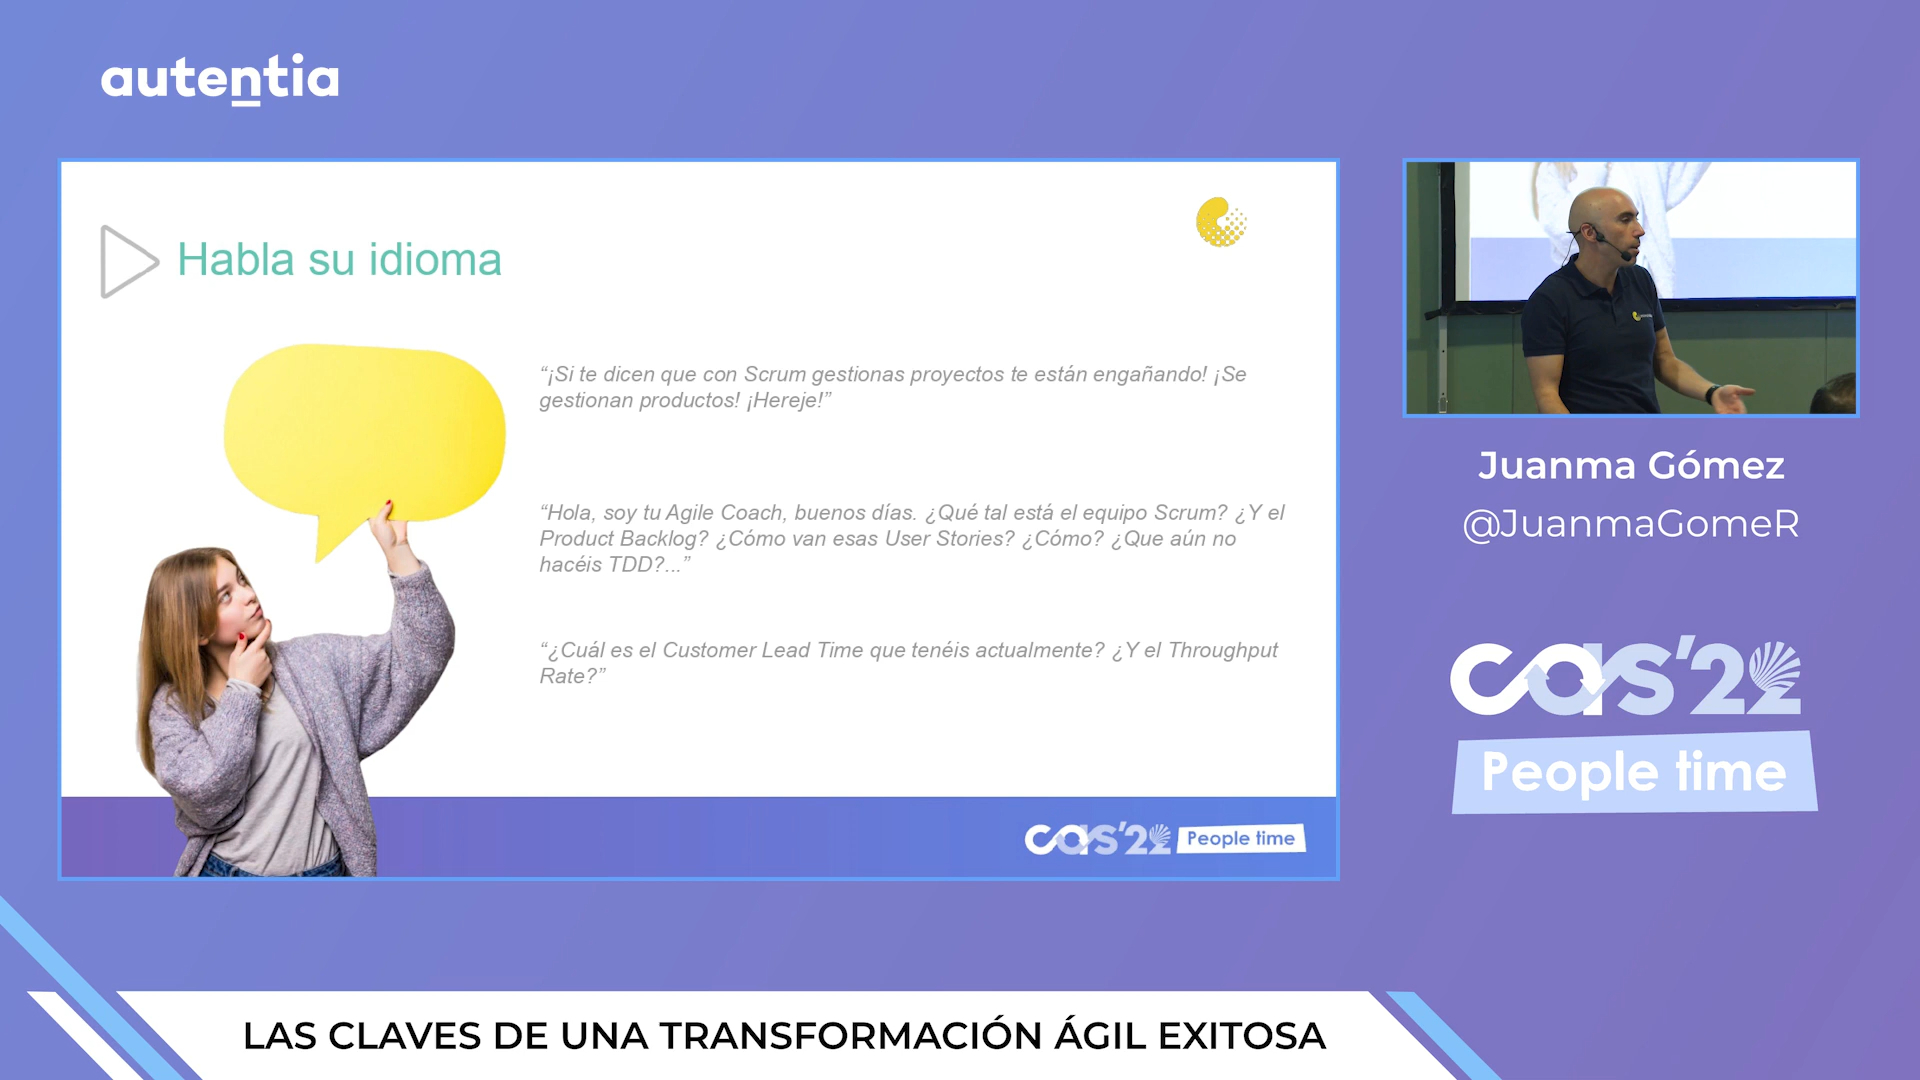 autentia
Habla su idioma
“¡Si te dicen que con Scrum gestionas proyectos te están engañando! ¡Se
gestionan productos! ¡Hereje!”
“Hola, soy tu Agile Coach, buenos días. ¿Qué tal está el equipo Scrum? ¿Y el
Product Backlog? ¿Cómo van esas User Stories? ¿Cómo? ¿Que aún no
hacéis TDD?...”
“¿Cuál es el Customer Lead Time que tenéis actualmente? ¿Y el Throughput
Rate?”
cas'22 People time
Juanma Gómez
@JuanmaGomeR
cas'22
People time
LAS CLAVES DE UNA TRANSFORMACIÓN ÁGIL EXITOSA